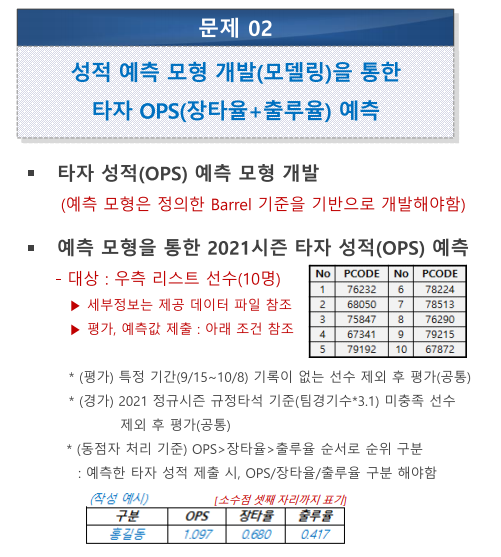 문제 02
성적 예측 모형 개발(모델링)을 통한
타자 OPS(장타율+출루율) 예측
▪ 타자 성적(OPS) 예측 모형 개발
(예측 모형은 정의한 Barrel 기준을 기반으로 개발해야함)
▪ 예측 모형을 통한 2021시즌 타자 성적(OPS) 예측
- 대상 : 우측 리스트 선수(10명)
▶ 세부정보는 제공 데이터 파일 참조
▶ 평가, 예측값 제출 : 아래 조건 참조
No PCODE No PCODE
1 76232 6 78224
2 68050 7 78513
3 75847 8 76290
4 67341 9 79215
5 79192 10 67872
* (평가) 특정 기간(9/15~10/8) 기록이 없는 선수 제외 후 평가(공통)
* (경가) 2021 정규시즌 규정타석 기준(팀경기수*3.1) 미충족 선수
제외 후 평가(공통)
* (동점자 처리 기준) OPS>장타율>출루율 순서로 순위 구분
: 예측한 타자 성적 제출 시, OPS/장타율/출루율 구분 해야함
(작성 예시) [소수점 셋째 자리까지 표기]
구분 OPS 장타율 출루율
홍길동 1.097 0.680 0.417